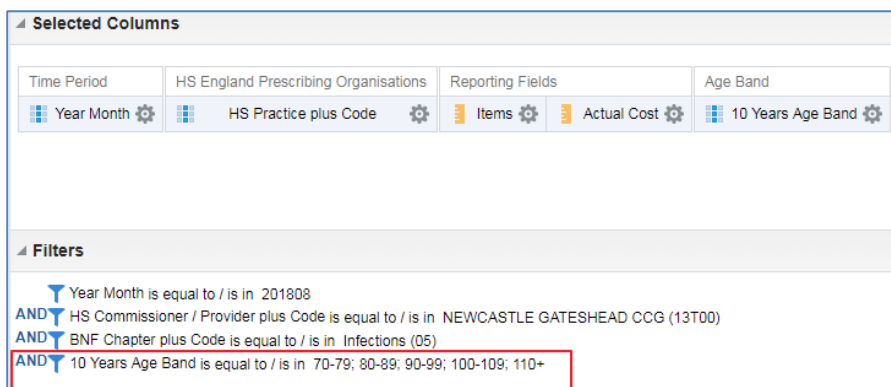 Selected Columns
Time Period HS England Prescribing Organisations Reporting Fields Age Band
Year Month HS Practice plus Code Items Actual Cost 10 Years Age Band
Filters
Year Month is equal to / is in 201808
AND HS Commissioner / Provider plus Code is equal to / is in NEWCASTLE GATESHEAD CCG (13T00)
AND BNF Chapter plus Code is equal to / is in Infections (05)
AND 10 Years Age Band is equal to / is in 70-79; 80-89; 90-99; 100-109; 110+